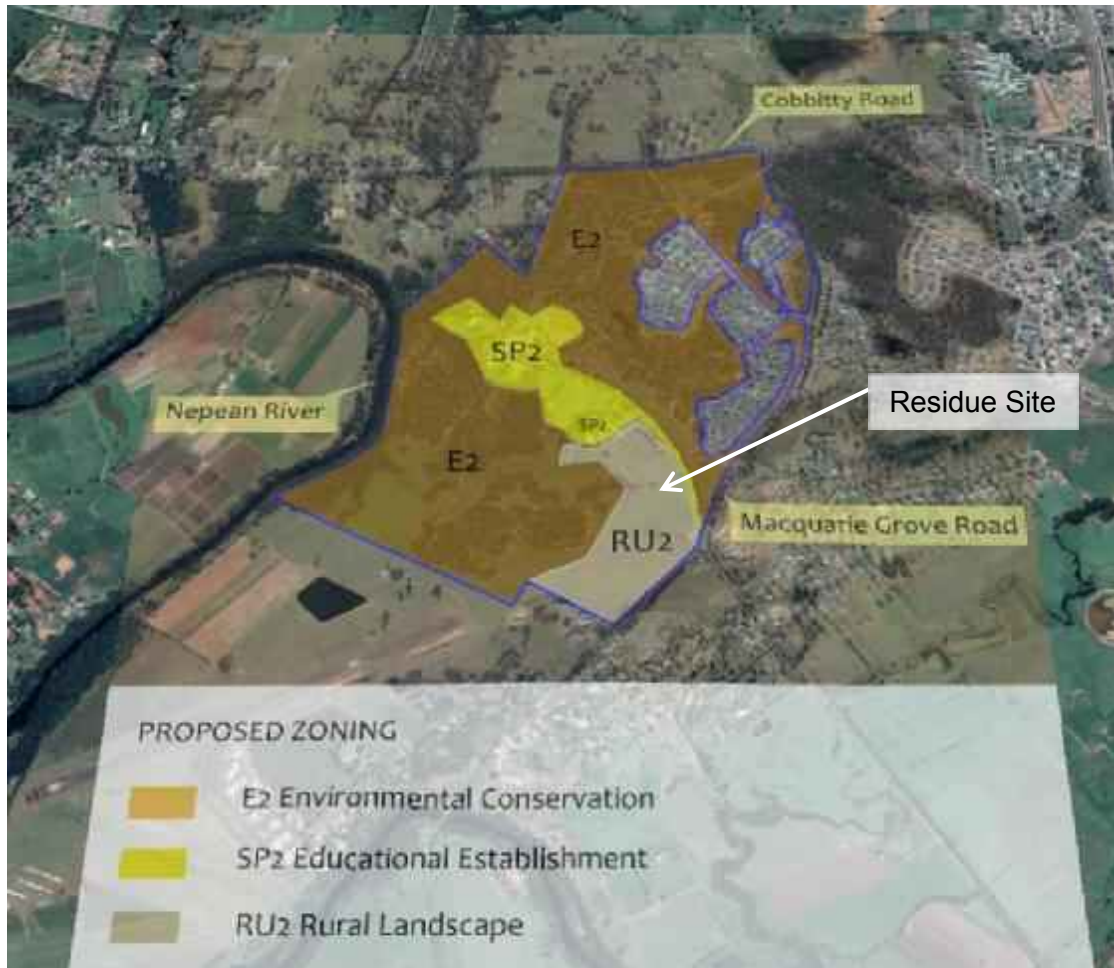 Cobbitty Road
E2
SP2
Residue Site
Nepean River
SP2
E2
Macquarie Grove Road
RU2
PROPOSED ZONING
E2 Environmental Conservation
SP2 Educational Establishment
RU2 Rural Landscape